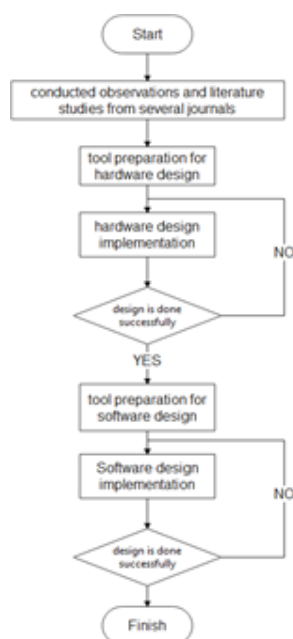 Start
conducted observations and literature
studies from several journals
tool preparation for
hardware design
hardware design
implementation
NO
design is done
successfully
YES
tool preparation for
software design
Software design
implementation
NO
design is done
successfully
Finish